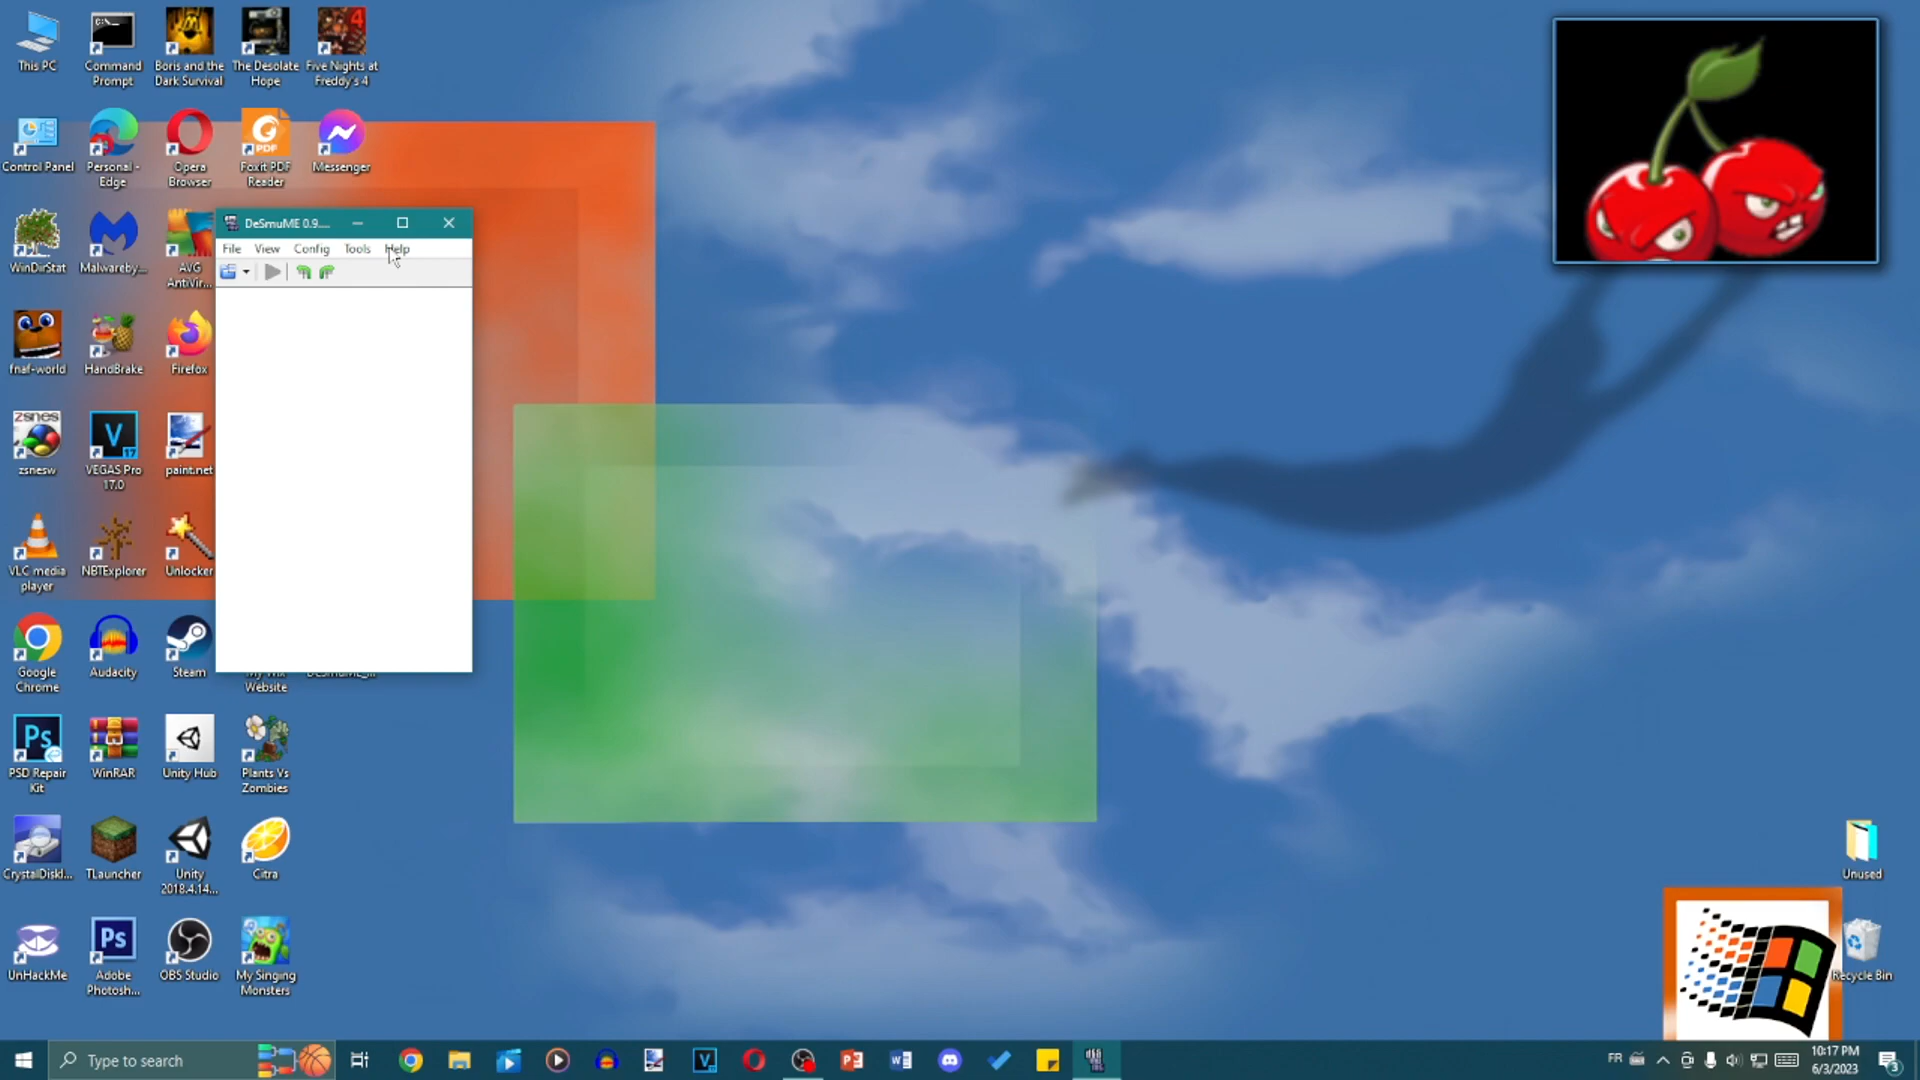 This PC
Command Prompt
Boris and the Dark Survival
The Desolate Hope
Five Nights at Freddy's 4
Control Panel
Personal - Edge
Opera Browser
Foxit PDF Reader
Messenger
DeSmuME 0.9....
File View Config Tools Help
WinDirStat
Malwareby...
AVG AntiVir...
fnaf-world
HandBrake
Firefox
zsnesw
VEGAS Pro 17.0
paint.net
VLC media player
NBTExplorer
Unlocker
Google Chrome
Audacity
Steam
My Wix Website
DeSmuME_...
PSD Repair Kit
WinRAR
Unity Hub
Plants Vs Zombies
CrystalDiskI...
TLauncher
Unity 2018.4.14...
Citra
Unused
UnHackMe
Adobe Photosh...
OBS Studio
My Singing Monsters
Recycle Bin
Type to search
FR
10:17 PM
6/3/2023
3